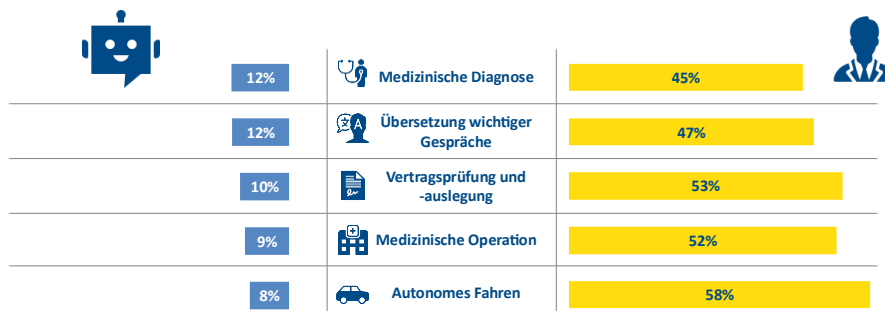 12%
Medizinische Diagnose
45%
12%
Übersetzung wichtiger
Gespräche
47%
10%
Vertragsprüfung und
-auslegung
53%
9%
Medizinische Operation
52%
8%
Autonomes Fahren
58%